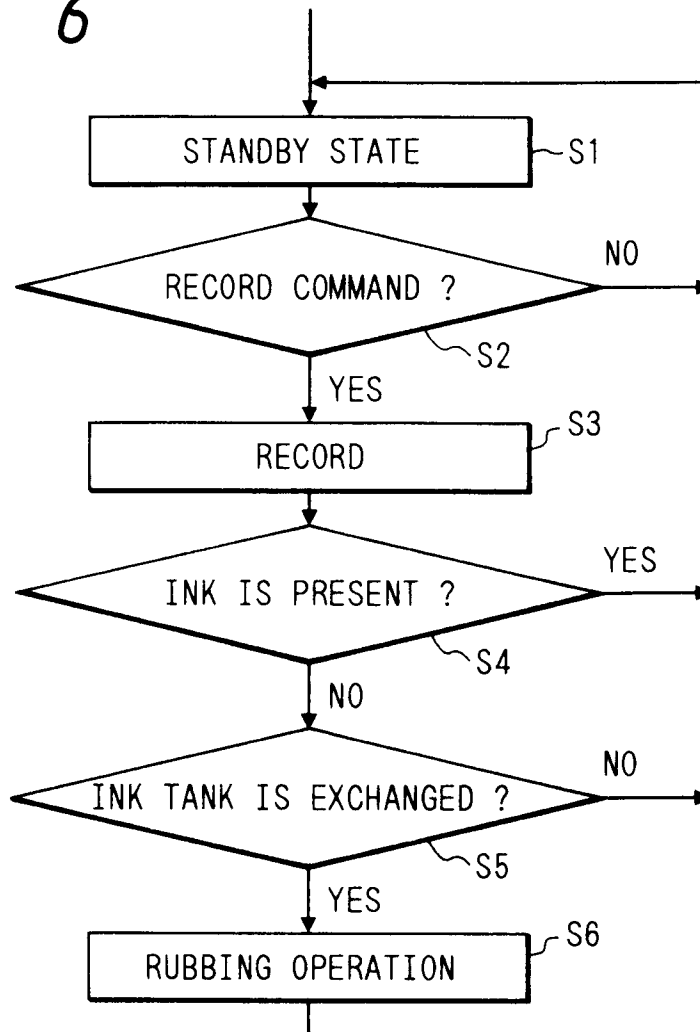 6
STANDBY STATE
S1
RECORD COMMAND ?
NO
S2
YES
RECORD
S3
INK IS PRESENT ?
YES
S4
NO
INK TANK IS EXCHANGED ?
NO
S5
YES
RUBBING OPERATION
S6